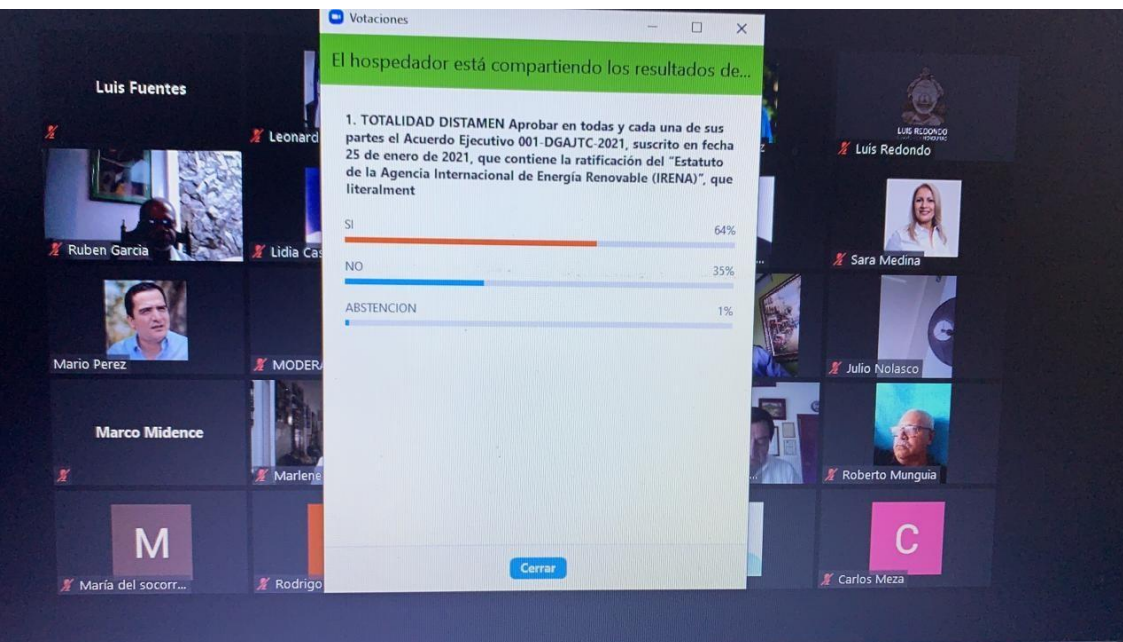 Votaciones
El hospedador está compartiendo los resultados de...
1. TOTALIDAD DISTAMEN Aprobar en todas y cada una de sus
partes el Acuerdo Ejecutivo 001-DGAJTC-2021, suscrito en fecha
25 de enero de 2021, que contiene la ratificación del "Estatuto
de la Agencia Internacional de Energía Renovable (IRENA)", que
literalment
SI 64%
NO 35%
ABSTENCION 1%
Cerrar
Luis Fuentes
Leonard
LUIS REDONDO
Luis Redondo
Ruben Garcia
Lidia Cas
Sara Medina
Mario Perez
MODERA
Julio Nolasco
Marco Midence
Marlene
Roberto Munguia
M
María del socorr...
Rodrigo
C
Carlos Meza